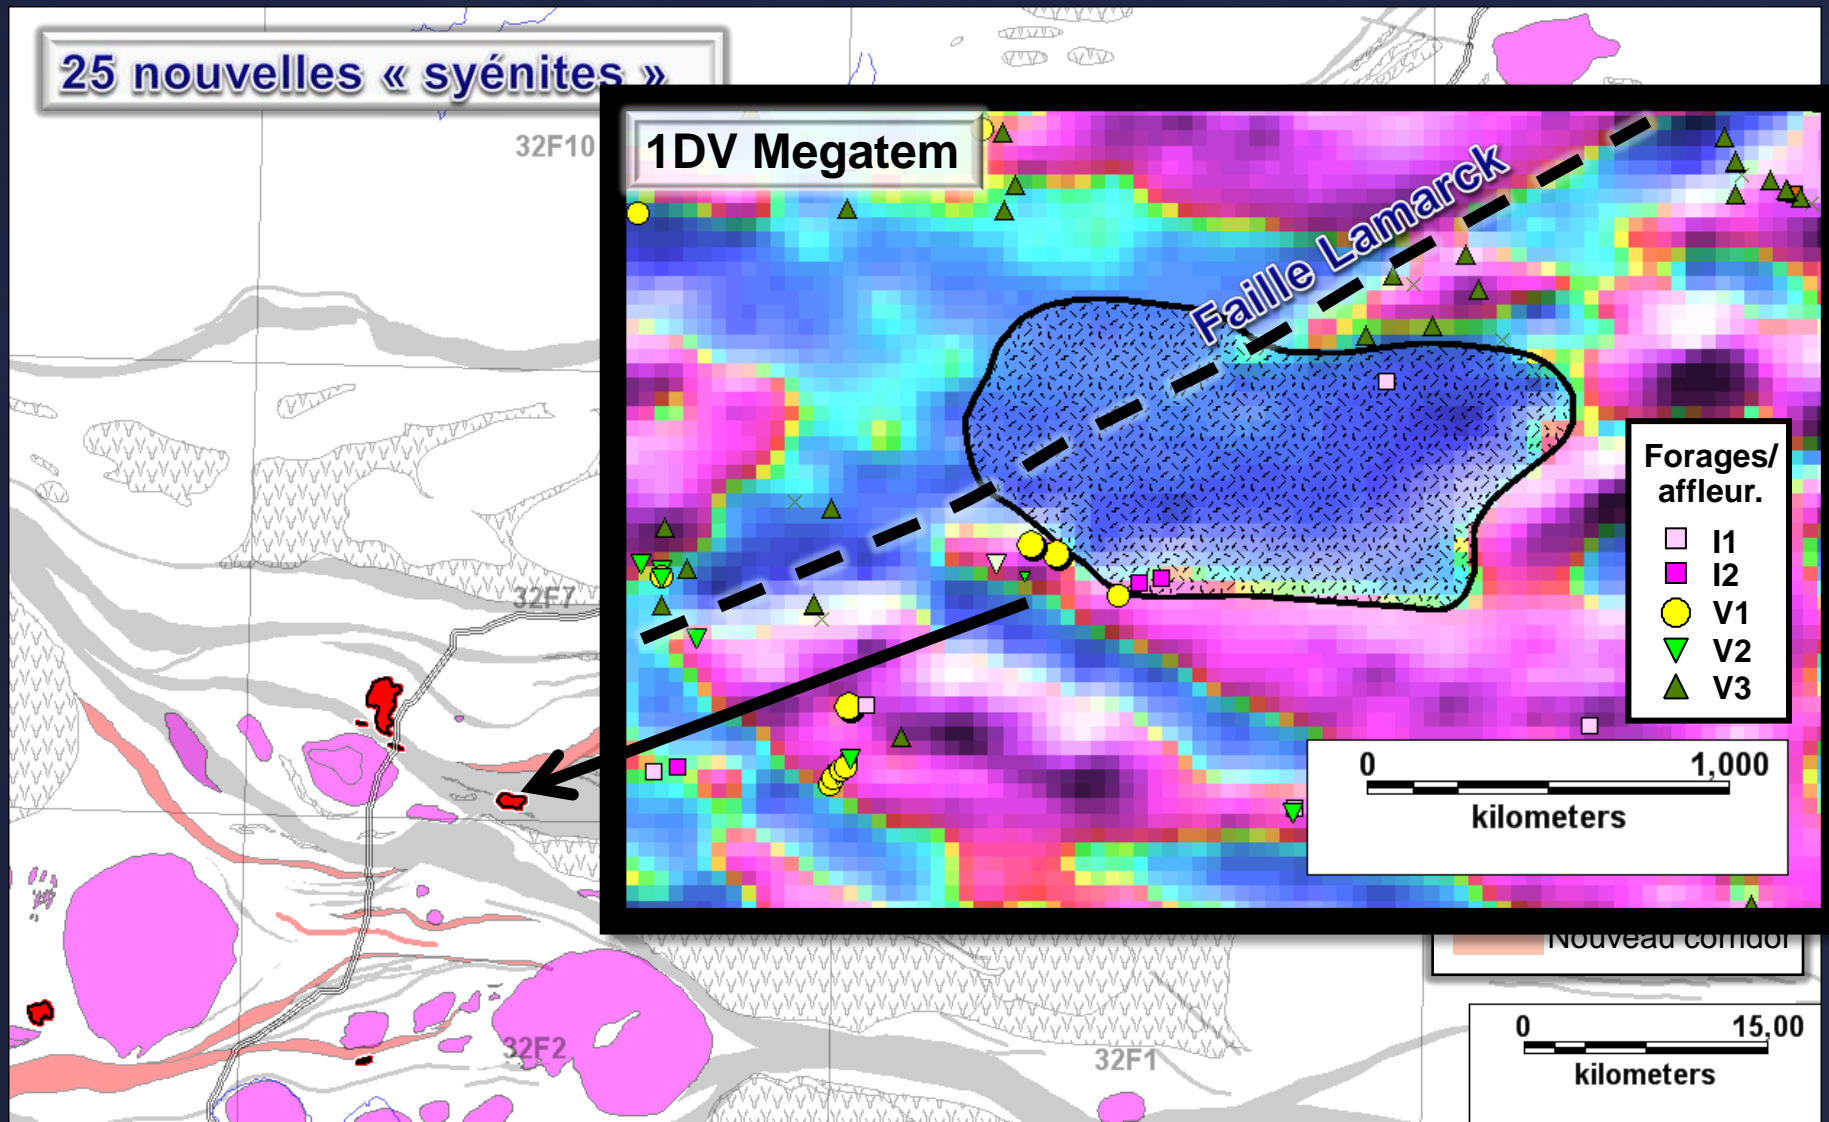 25 nouvelles « syénites »
32F10
1DV Megatem
Faille Lamarck
Forages/
affleur.
I1
I2
V1
V2
V3
0 1,000
kilometers
32F7
Nouveau corridor
0 15,00
kilometers
32F2
32F1